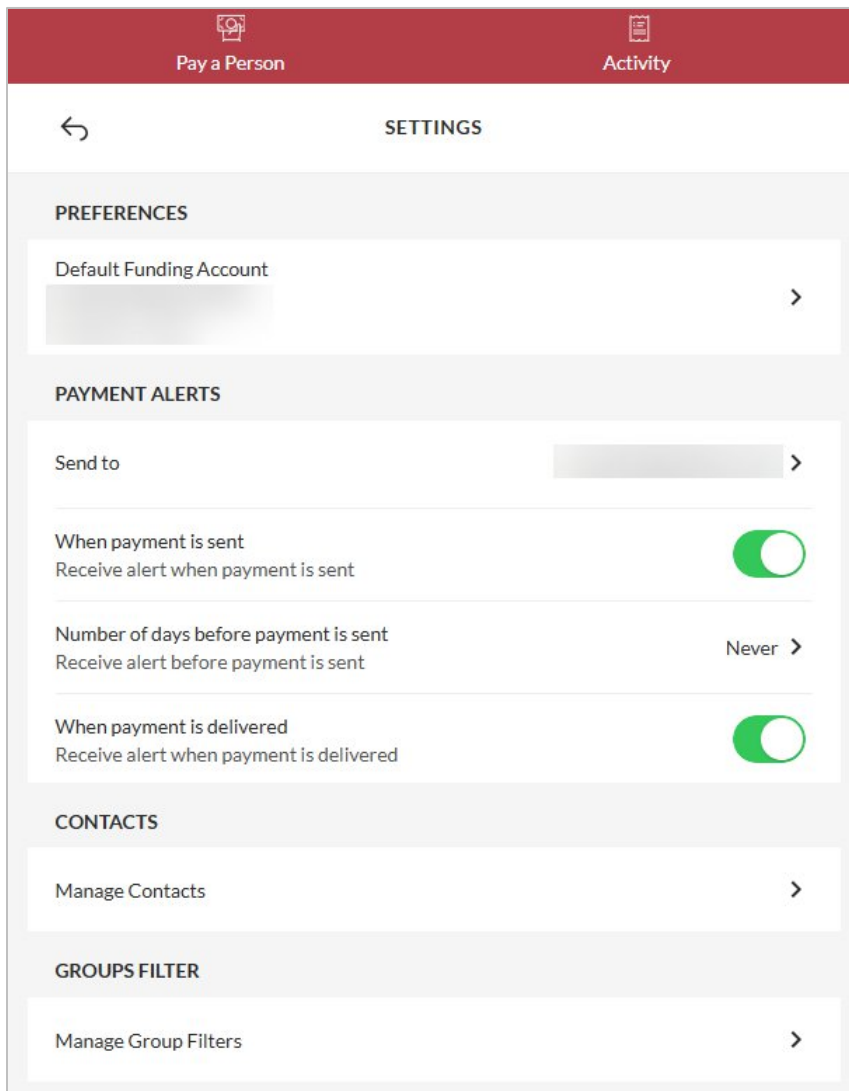 Pay a Person
Activity
SETTINGS
PREFERENCES
Default Funding Account
PAYMENT ALERTS
Send to
When payment is sent
Receive alert when payment is sent
Number of days before payment is sent
Receive alert before payment is sent
Never
When payment is delivered
Receive alert when payment is delivered
CONTACTS
Manage Contacts
GROUPS FILTER
Manage Group Filters